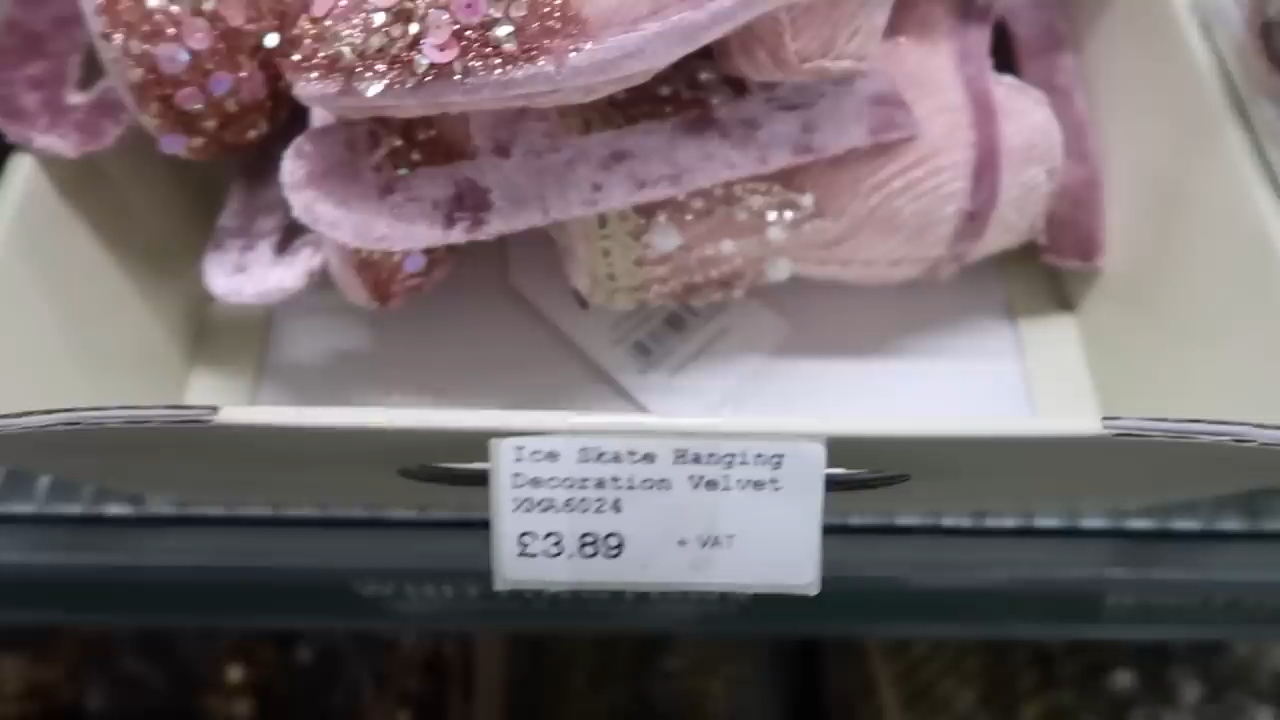 Ice Skate Hanging
Decoration Velvet
£3.89 + VAT